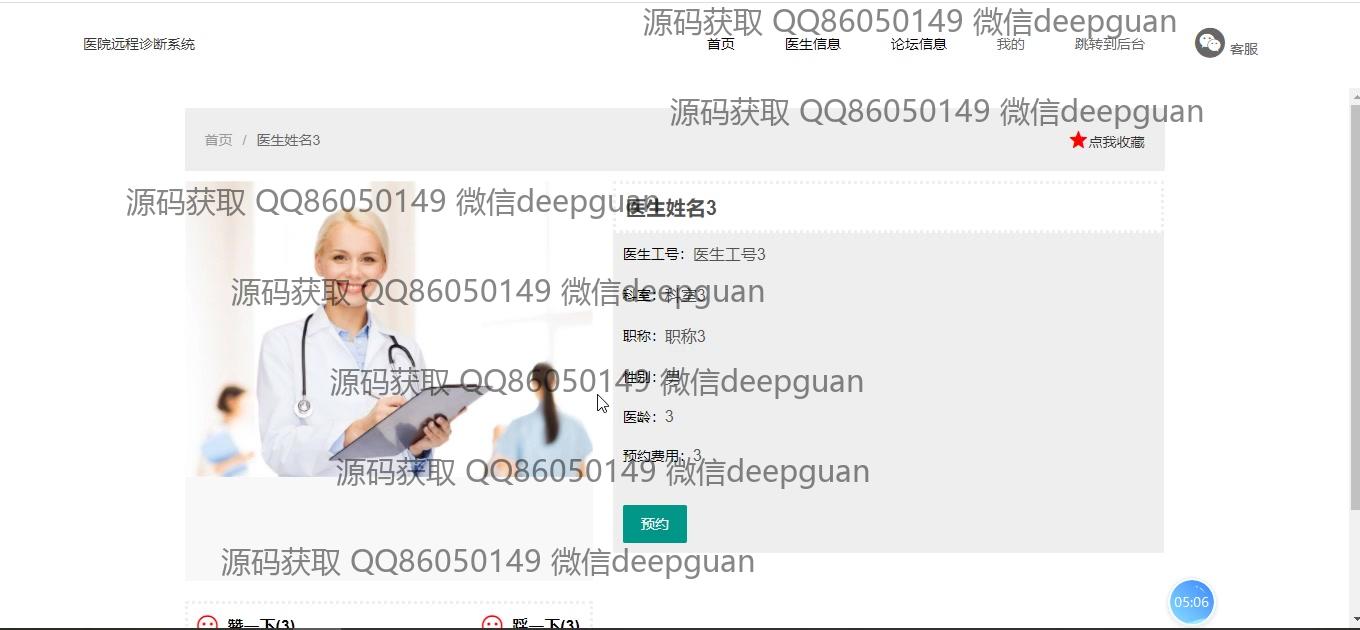 源码获取 QQ86050149 微信deepguan
医院远程诊断系统
首页
医生信息
论坛信息
我的
跳转到后台
客服
源码获取 QQ86050149 微信deepguan
首页 / 医生姓名3
点我收藏
源码获取 QQ86050149 微信deepguan
医生姓名3
医生工号：医生工号3
源码获取 QQ86050149 微信deepguan
科室：科室3
职称：职称3
源码获取 QQ86050149 微信deepguan
性别：男
医龄：3
预约费用：3
源码获取 QQ86050149 微信deepguan
预约
源码获取 QQ86050149 微信deepguan
05:06
赞一下(3)
踩一下(3)